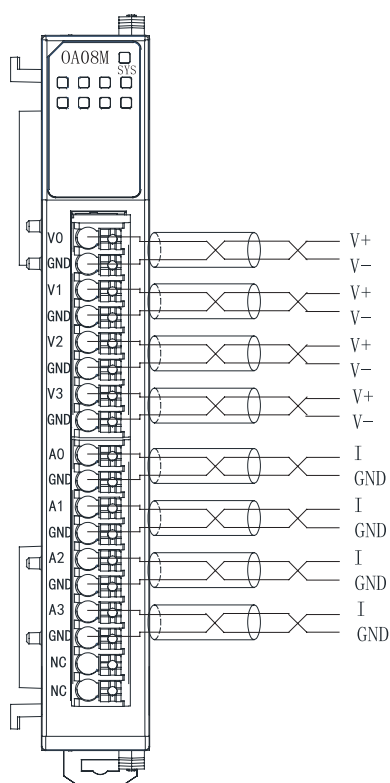 OA08M
SYS
V0 V+
GND V-
V1 V+
GND V-
V2 V+
GND V-
V3 V+
GND V-
A0 I
GND GND
A1 I
GND GND
A2 I
GND GND
A3 I
GND GND
NC
NC